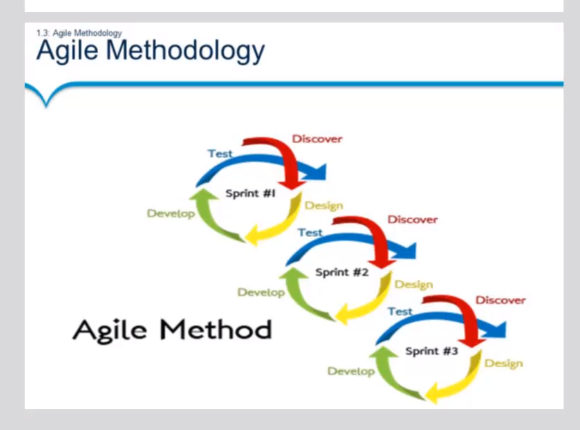 1.3: Agile Methodology
Agile Methodology
Discover
Test
Sprint #1
Design
Develop
Discover
Test
Sprint #2
Design
Develop
Discover
Test
Sprint #3
Design
Develop
Agile Method